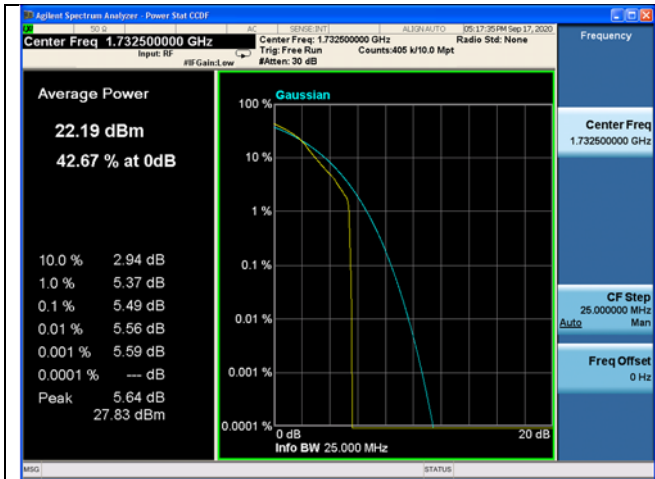 Agilent Spectrum Analyzer - Power Stat CCDF
50 Ω AC SENSE:INT ALIGN AUTO 05:17:35 PM Sep 17, 2020
Center Freq 1.732500000 GHz
Input: RF
#IFGain:Low
Center Freq: 1.732500000 GHz
Radio Std: None
Trig: Free Run
Counts:405 k/10.0 Mpt
#Atten: 30 dB
Frequency
Average Power
22.19 dBm
42.67 % at 0dB
10.0 % 2.94 dB
1.0 % 5.37 dB
0.1 % 5.49 dB
0.01 % 5.56 dB
0.001 % 5.59 dB
0.0001 % --- dB
Peak 5.64 dB
27.83 dBm
Gaussian
100 %
10 %
1 %
0.1 %
0.01 %
0.001 %
0.0001 %
0 dB
20 dB
Info BW 25.000 MHz
Center Freq
1.732500000 GHz
CF Step
25.000000 MHz
Auto Man
Freq Offset
0 Hz
MSG
STATUS